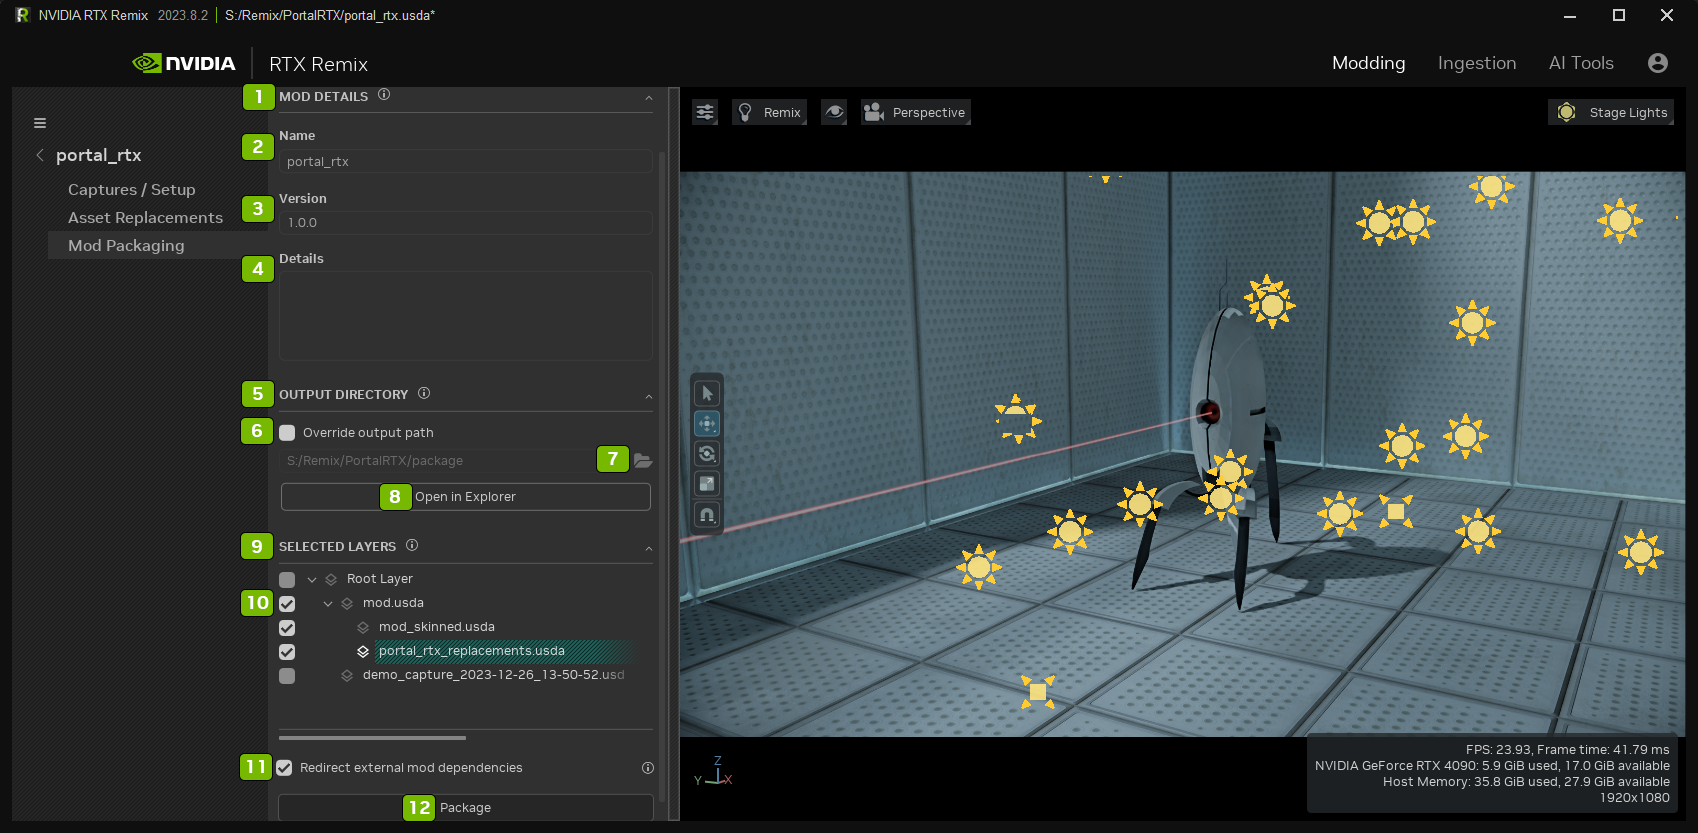 NVIDIA RTX Remix 2023.8.2 S:/Remix/PortalRTX/portal_rtx.usda*
NVIDIA RTX Remix
Modding Ingestion AI Tools
portal_rtx
Captures / Setup
Asset Replacements
Mod Packaging
1 MOD DETAILS
2 Name
portal_rtx
3 Version
1.0.0
4 Details
5 OUTPUT DIRECTORY
6 Override output path
S:/Remix/PortalRTX/package 7
8 Open in Explorer
9 SELECTED LAYERS
Root Layer
10 mod.usda
mod_skinned.usda
portal_rtx_replacements.usda
demo_capture_2023-12-26_13-50-52.usd
11 Redirect external mod dependencies
12 Package
Remix Perspective Stage Lights
Z
Y X
FPS: 23.93, Frame time: 41.79 ms
NVIDIA GeForce RTX 4090: 5.9 GiB used, 17.0 GiB available
Host Memory: 35.8 GiB used, 27.9 GiB available
1920x1080